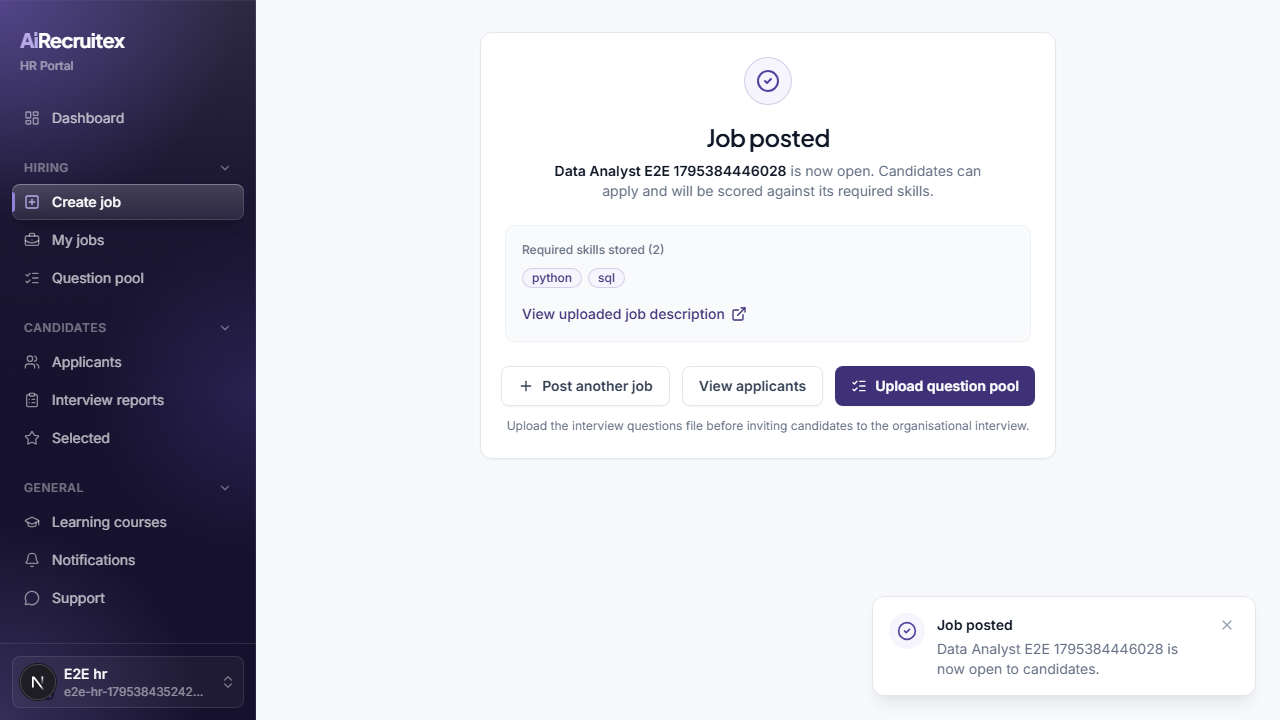 AiRecruitex
HR Portal
Dashboard
HIRING
Create job
My jobs
Question pool
CANDIDATES
Applicants
Interview reports
Selected
GENERAL
Learning courses
Notifications
Support
N
E2E hr
e2e-hr-179538435242...
Job posted
Data Analyst E2E 1795384446028 is now open. Candidates can
apply and will be scored against its required skills.
Required skills stored (2)
python sql
View uploaded job description
Post another job View applicants Upload question pool
Upload the interview questions file before inviting candidates to the organisational interview.
Job posted
Data Analyst E2E 1795384446028 is
now open to candidates.